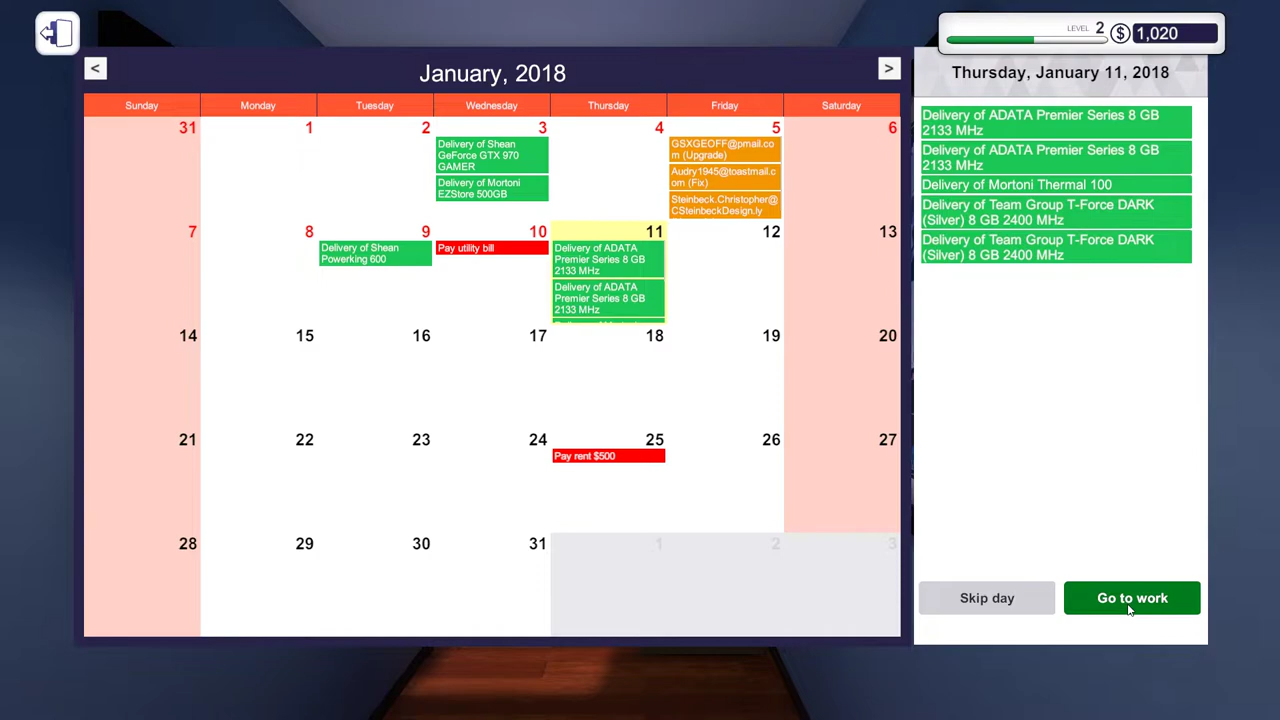 LEVEL 2
$ 1,020
<
January, 2018
>
Sunday Monday Tuesday Wednesday Thursday Friday Saturday
31 1 2 3 4 5 6
Delivery of Shean
GeForce GTX 970
GAMER
Delivery of Mortoni
EZStore 500GB
GSXGEOFF@pmail.co
m (Upgrade)
Audry1945@toastmail.c
om (Fix)
Steinbeck.Christopher@
CSteinbeckDesign.ly
7 8 9 10 11 12 13
Delivery of Shean
Powerking 600
Pay utility bill
Delivery of ADATA
Premier Series 8 GB
2133 MHz
Delivery of ADATA
Premier Series 8 GB
2133 MHz
14 15 16 17 18 19 20
21 22 23 24 25 26 27
Pay rent $500
28 29 30 31 1 2 3
Thursday, January 11, 2018
Delivery of ADATA Premier Series 8 GB
2133 MHz
Delivery of ADATA Premier Series 8 GB
2133 MHz
Delivery of Mortoni Thermal 100
Delivery of Team Group T-Force DARK
(Silver) 8 GB 2400 MHz
Delivery of Team Group T-Force DARK
(Silver) 8 GB 2400 MHz
Skip day
Go to work